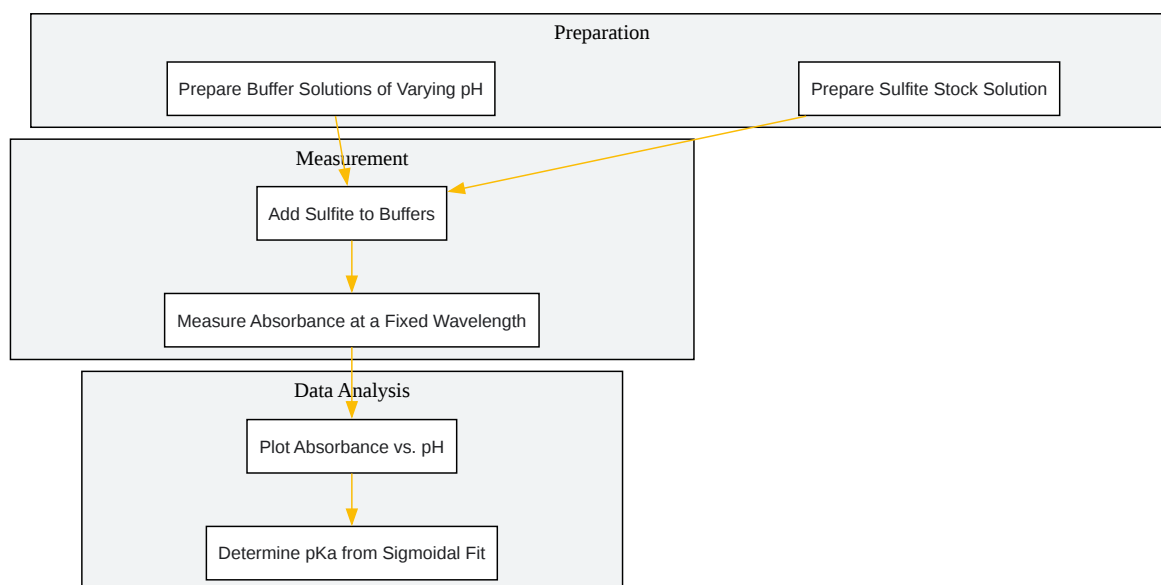 Preparation
Prepare Buffer Solutions of Varying pH
Prepare Sulfite Stock Solution
Measurement
Add Sulfite to Buffers
Measure Absorbance at a Fixed Wavelength
Data Analysis
Plot Absorbance vs. pH
Determine pKa from Sigmoidal Fit